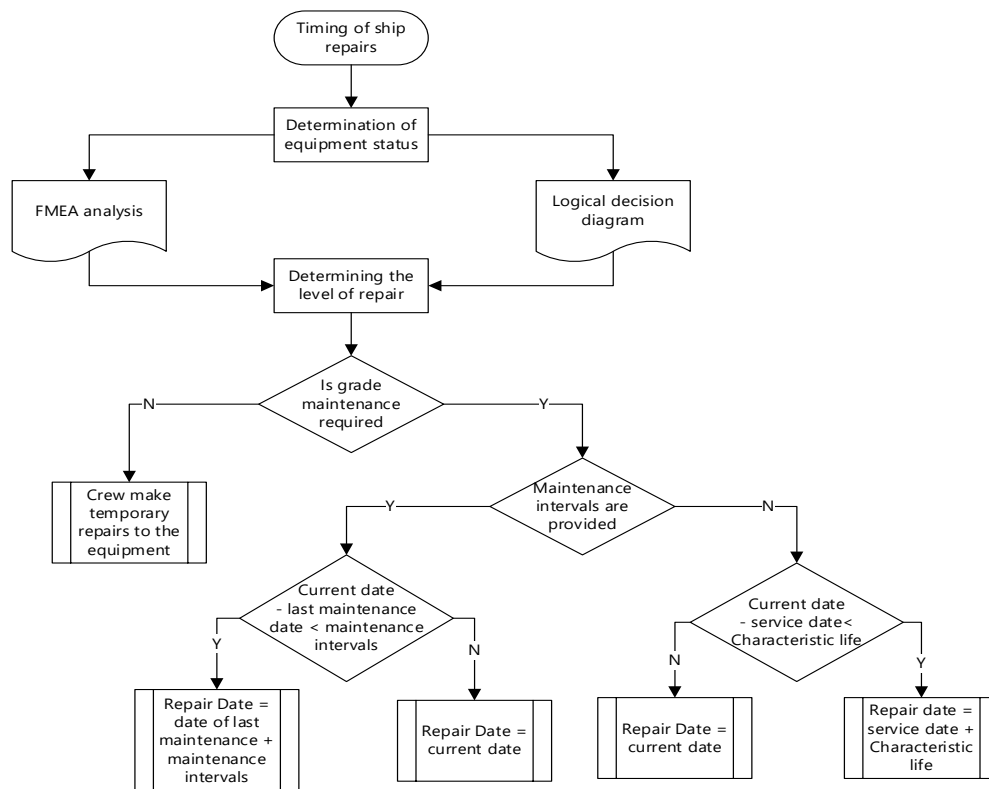 Timing of ship
repairs
Determination of
equipment status
FMEA analysis
Logical decision
diagram
Determining the
level of repair
Is grade
maintenance
required
N
Y
Crew make
temporary
repairs to the
equipment
Maintenance
intervals are
provided
Y
N
Current date
- last maintenance
date < maintenance
intervals
Current date
- service date<
Characteristic life
Y
N
N
Y
Repair Date =
date of last
maintenance +
maintenance
intervals
Repair Date =
current date
Repair Date =
current date
Repair date =
service date +
Characteristic
life